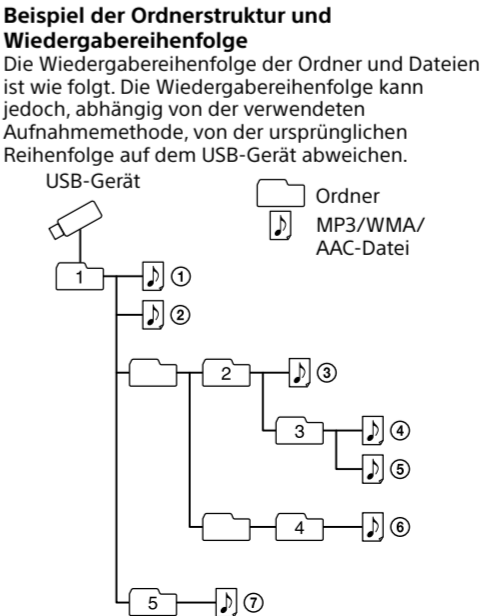 Beispiel der Ordnerstruktur und
Wiedergabereihenfolge
Die Wiedergabereihenfolge der Ordner und Dateien
ist wie folgt. Die Wiedergabereihenfolge kann
jedoch, abhängig von der verwendeten
Aufnahmemethode, von der ursprünglichen
Reihenfolge auf dem USB-Gerät abweichen.
USB-Gerät
Ordner
MP3/WMA/
AAC-Datei
1 ①
②
2 ③
3 ④
⑤
4 ⑥
5 ⑦